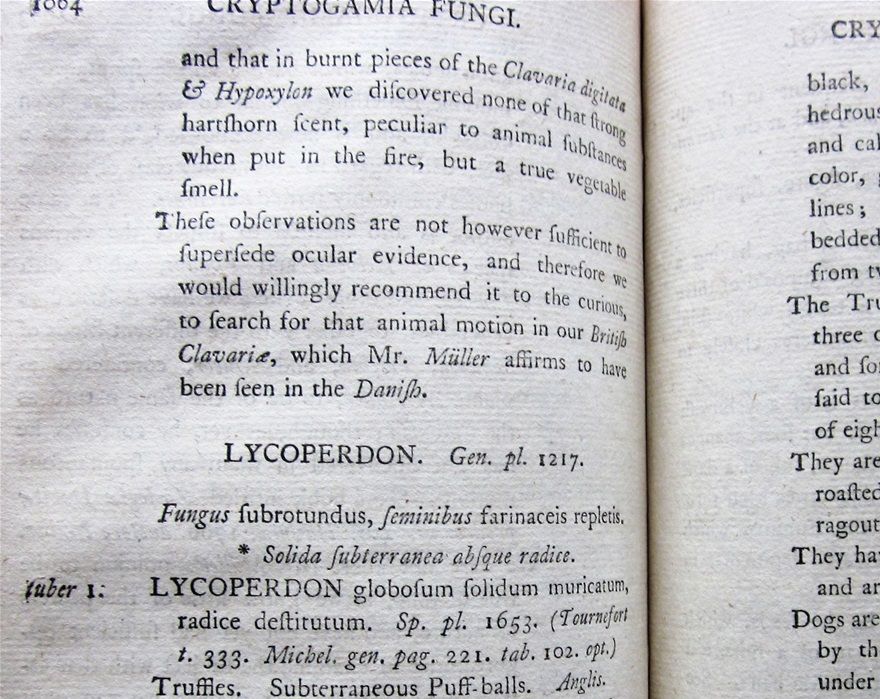 1064
CRYPTOGAMIA FUNGI.
and that in burnt pieces of the Clavaria digitata
& Hypoxylon we diſcovered none of that ſtrong
hartſhorn ſcent, peculiar to animal ſubſtances
when put in the fire, but a true vegetable
ſmell.
Theſe obſervations are not however ſufficient to
ſuperſede ocular evidence, and therefore we
would willingly recommend it to the curious,
to ſearch for that animal motion in our Britiſh
Clavariæ, which Mr. Müller affirms to have
been ſeen in the Daniſh.
LYCOPERDON. Gen. pl. 1217.
Fungus ſubrotundus, ſeminibus farinaceis repletis.
* Solida ſubterranea abſque radice.
tuber 1. LYCOPERDON globoſum ſolidum muricatum,
radice deſtitutum. Sp. pl. 1653. (Tournefort
t. 333. Michel. gen. pag. 221. tab. 102. opt.)
Truffles. Subterraneous Puff-balls. Anglis.
CRY
black,
hedrous
and
color,
lines;
bedded
from
The
three
and
ſaid to
of
They are
roaſted
ragout
They
and
Dogs are
by
under